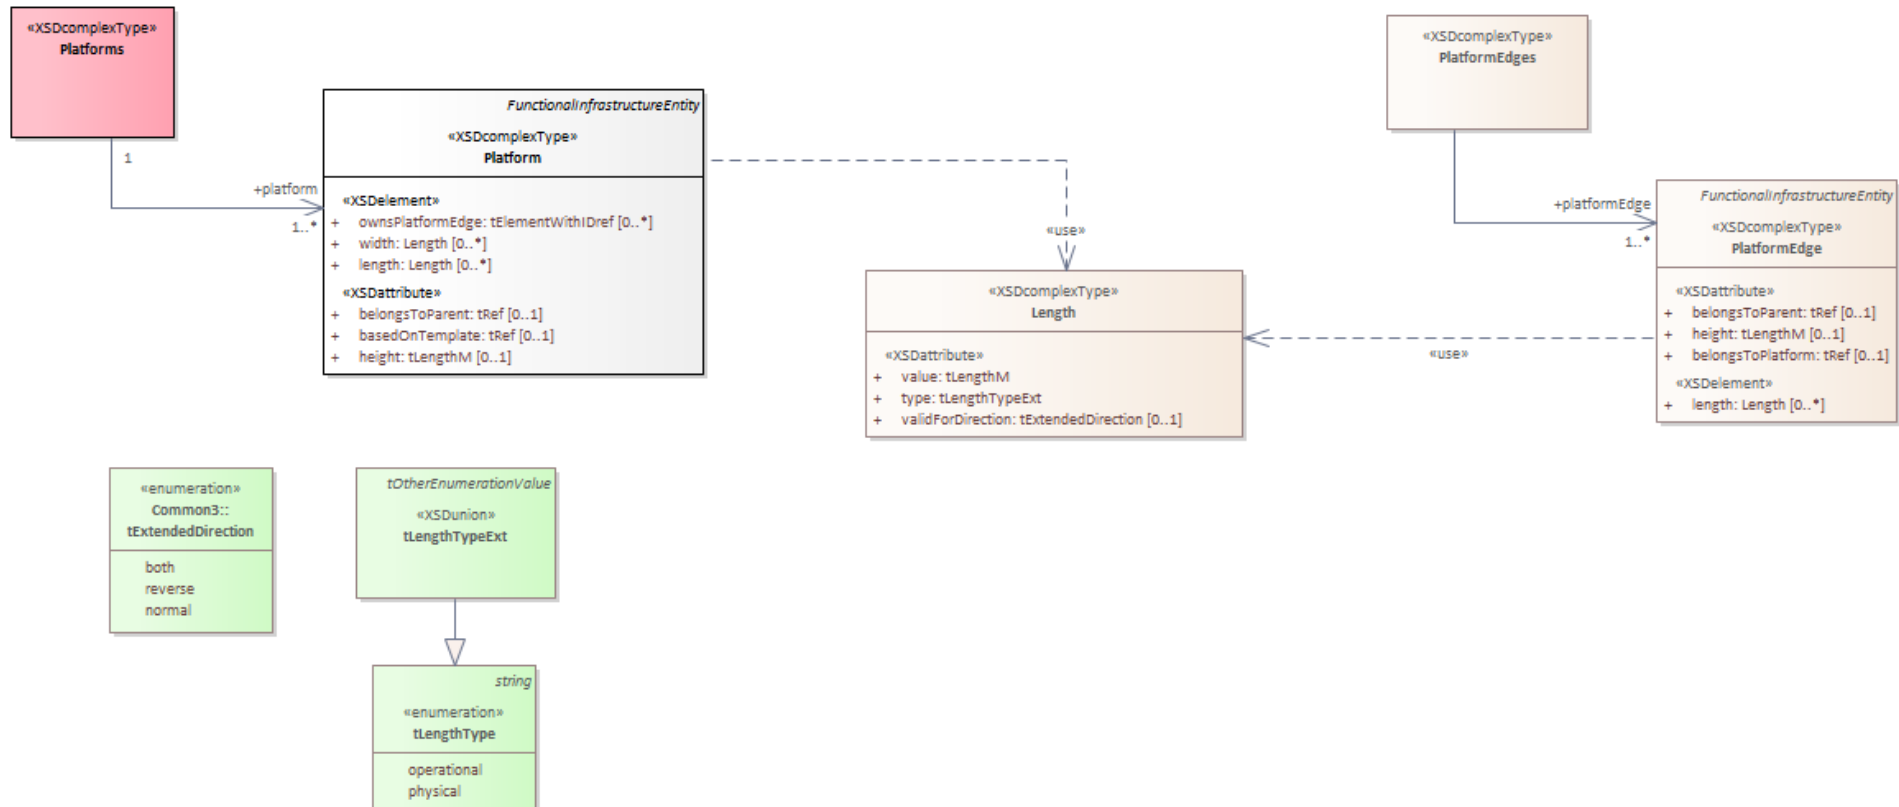 «XSDcomplexType»
Platforms
1
+platform
1..*
FunctionalInfrastructureEntity
«XSDcomplexType»
Platform
«XSDelement»
+ ownsPlatformEdge: tElementWithIDref [0..*]
+ width: Length [0..*]
+ length: Length [0..*]
«XSDattribute»
+ belongsToParent: tRef [0..1]
+ basedOnTemplate: tRef [0..1]
+ height: tLengthM [0..1]
«use»
«XSDcomplexType»
Length
«XSDattribute»
+ value: tLengthM
+ type: tLengthTypeExt
+ validForDirection: tExtendedDirection [0..1]
«use»
«XSDcomplexType»
PlatformEdges
+platformEdge
1..*
FunctionalInfrastructureEntity
«XSDcomplexType»
PlatformEdge
«XSDattribute»
+ belongsToParent: tRef [0..1]
+ height: tLengthM [0..1]
+ belongsToPlatform: tRef [0..1]
«XSDelement»
+ length: Length [0..*]
«enumeration»
Common3::
tExtendedDirection
both
reverse
normal
tOtherEnumerationValue
«XSDunion»
tLengthTypeExt
string
«enumeration»
tLengthType
operational
physical